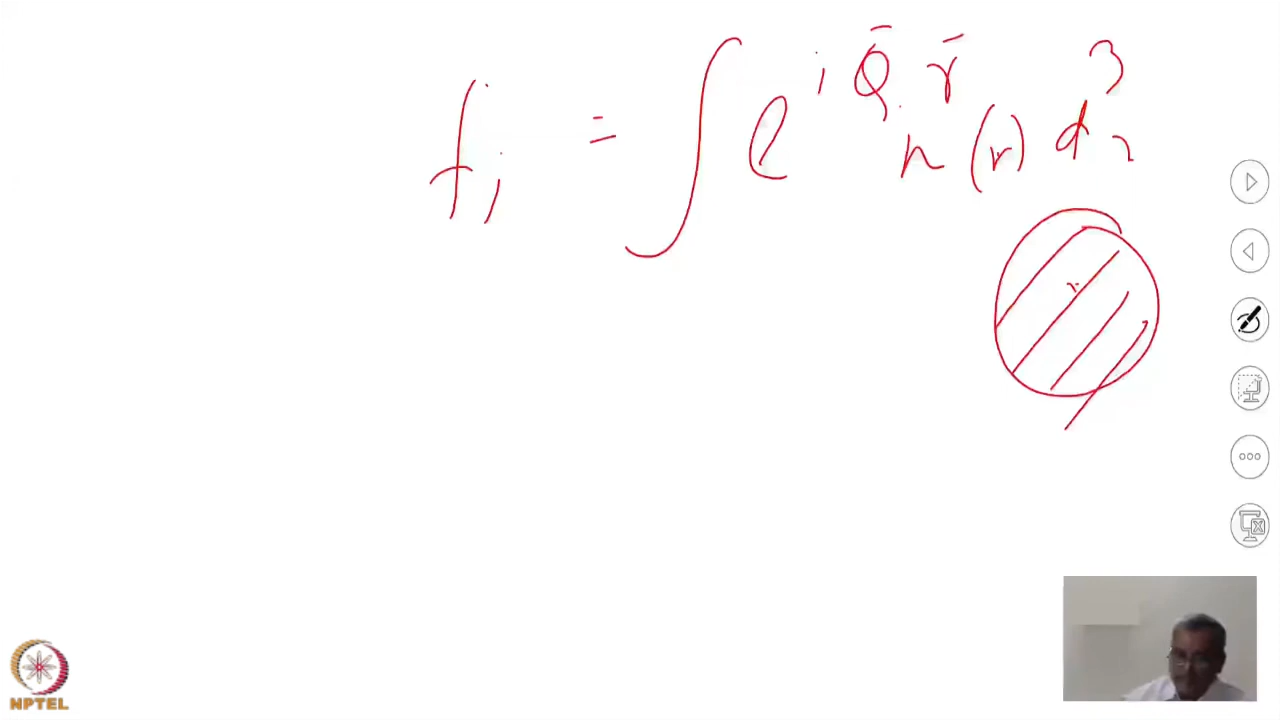 f_i = ∫ e^{i Q̄ . r̄} n(r) d³r
r
NPTEL